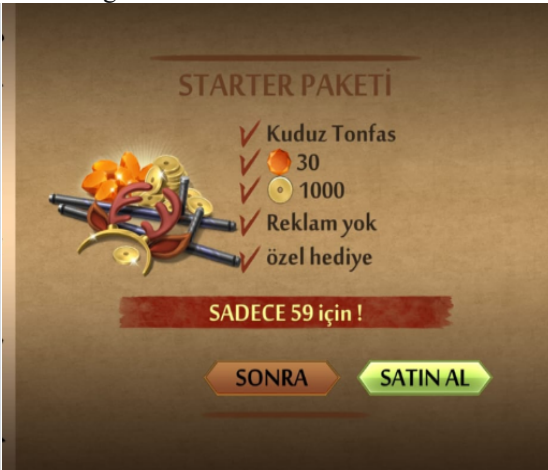 STARTER PAKETİ
Kuduz Tonfas
30
1000
Reklam yok
özel hediye
SADECE 59 için !
SONRA
SATIN AL